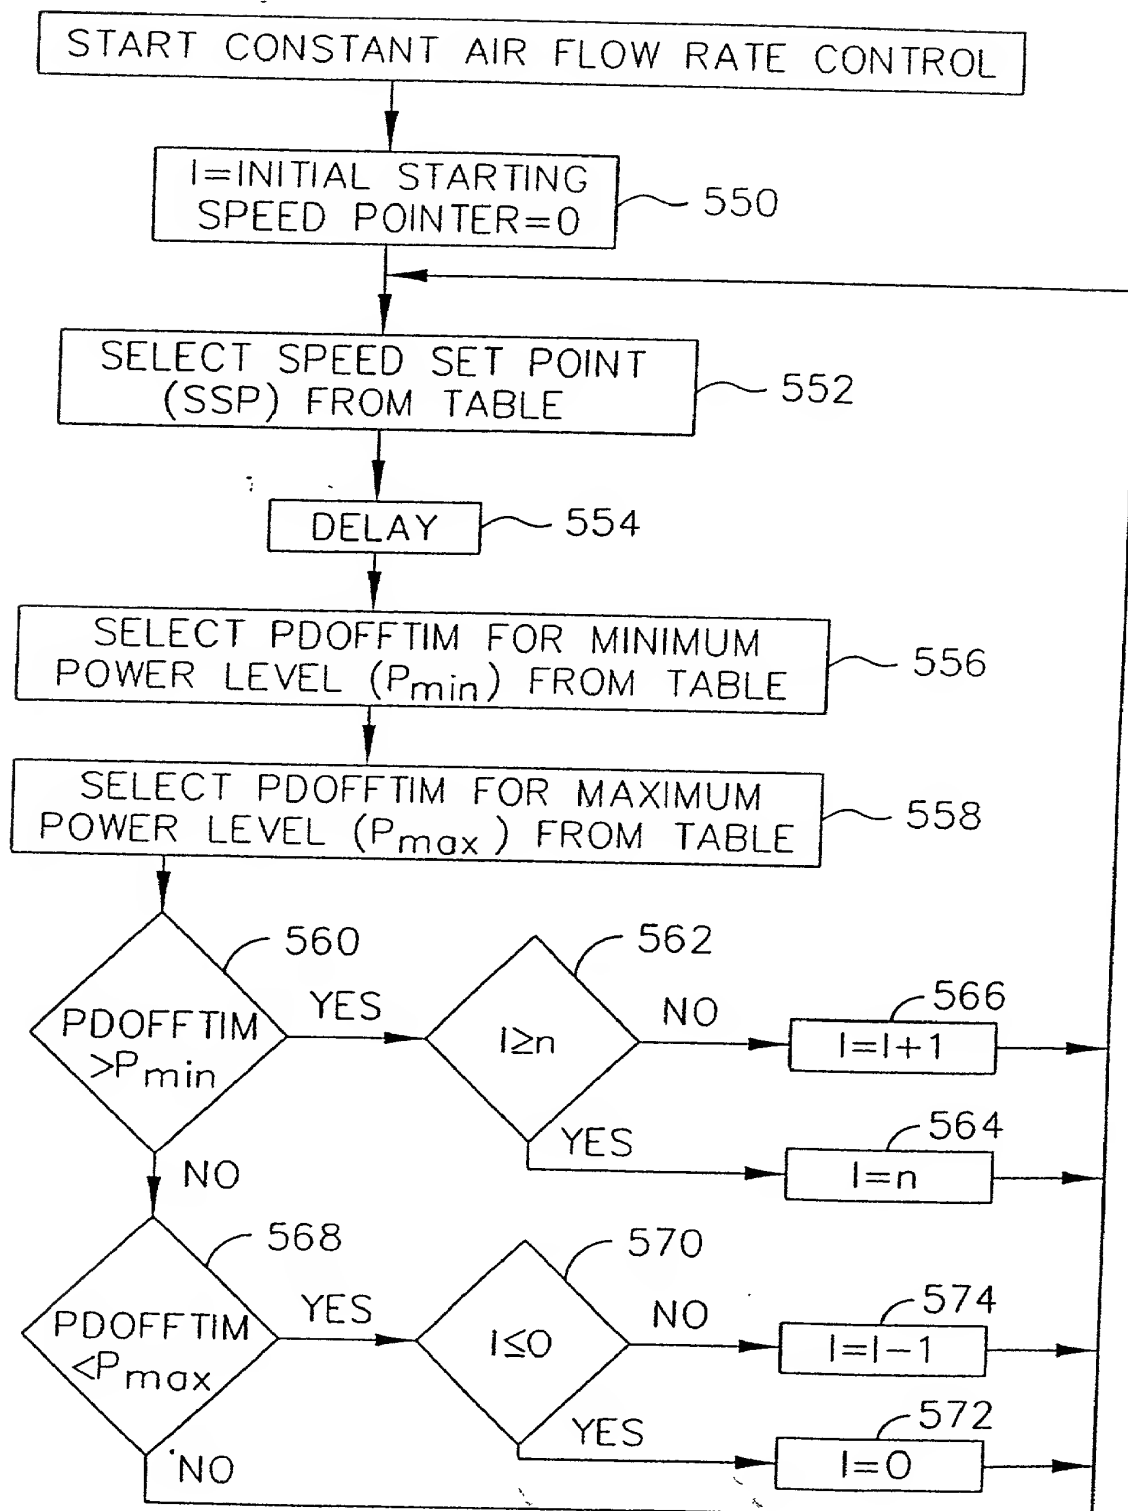 START CONSTANT AIR FLOW RATE CONTROL
I=INITIAL STARTING
SPEED POINTER=0
550
SELECT SPEED SET POINT
(SSP) FROM TABLE
552
DELAY
554
SELECT PDOFFTIM FOR MINIMUM
POWER LEVEL (Pmin) FROM TABLE
556
SELECT PDOFFTIM FOR MAXIMUM
POWER LEVEL (Pmax) FROM TABLE
558
560
PDOFFTIM
>Pmin
YES
562
I≥n
NO
566
I=I+1
YES
564
I=n
NO
568
PDOFFTIM
<Pmax
YES
570
I≤0
NO
574
I=I-1
YES
572
I=0
NO